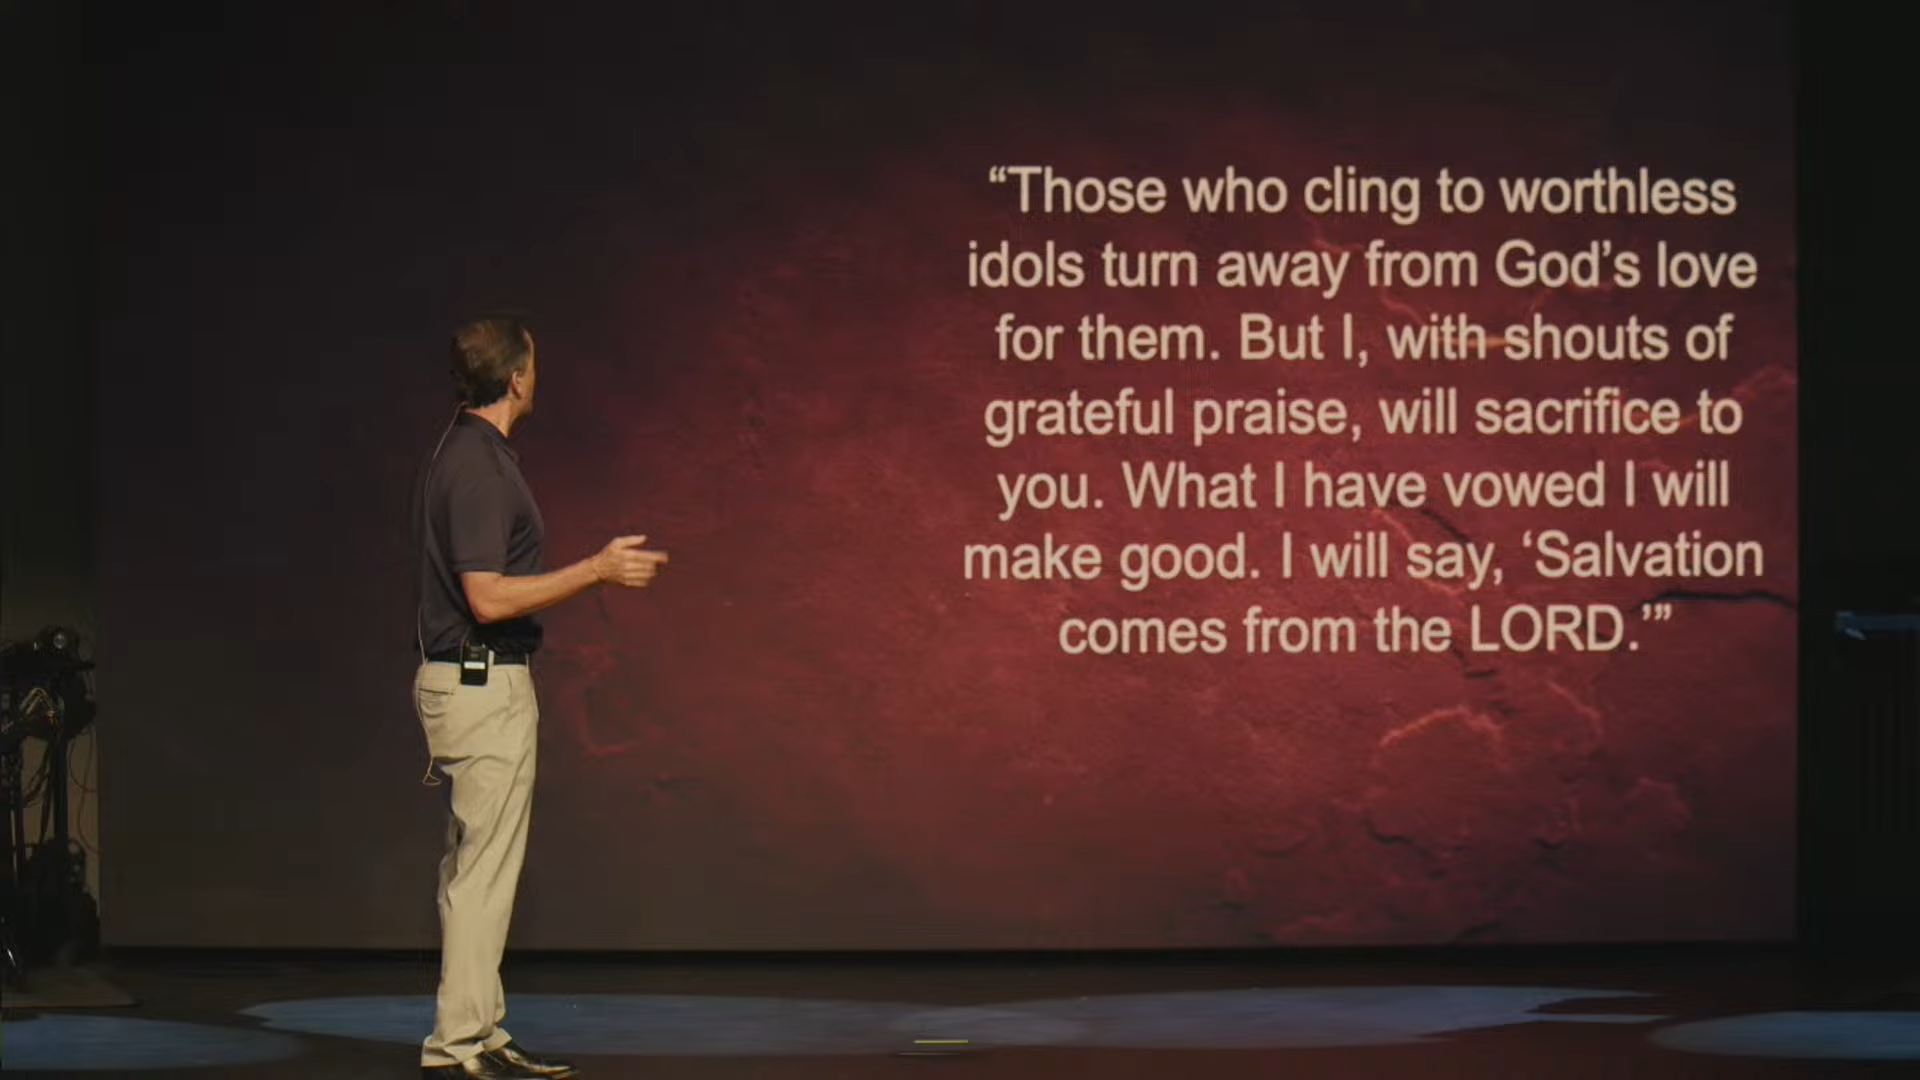 “Those who cling to worthless
idols turn away from God’s love
for them. But I, with shouts of
grateful praise, will sacrifice to
you. What I have vowed I will
make good. I will say, ‘Salvation
comes from the LORD.’”